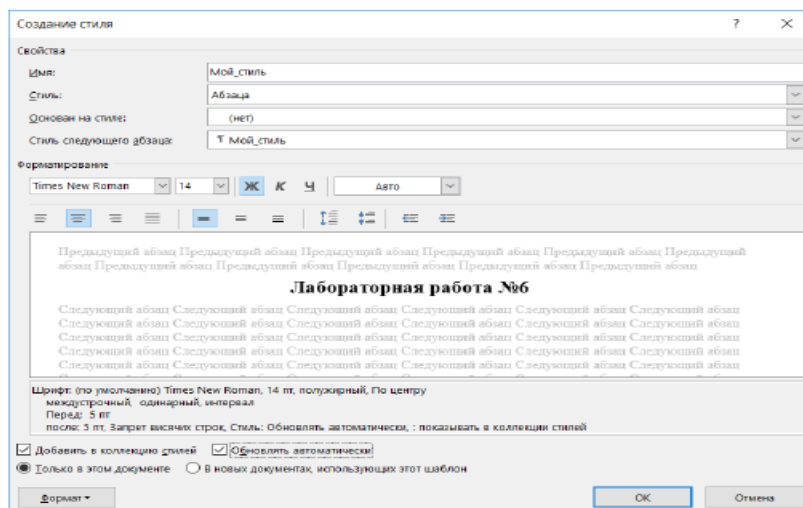 Создание стиля ? ×
Свойства
Имя: Мой_стиль
Стиль: Абзаца
Основан на стиле: (нет)
Стиль следующего абзаца: ¶ Мой_стиль
Форматирование
Times New Roman 14 Ж К Ч Авто
Предыдущий абзац Предыдущий абзац Предыдущий абзац Предыдущий абзац Предыдущий абзац Предыдущий
абзац Предыдущий абзац Предыдущий абзац Предыдущий абзац Предыдущий абзац Предыдущий абзац
Лабораторная работа №6
Следующий абзац Следующий абзац Следующий абзац Следующий абзац Следующий абзац Следующий абзац
Следующий абзац Следующий абзац Следующий абзац Следующий абзац Следующий абзац Следующий абзац
Следующий абзац Следующий абзац Следующий абзац Следующий абзац Следующий абзац Следующий абзац
Следующий абзац Следующий абзац Следующий абзац Следующий абзац Следующий абзац Следующий абзац
Следующий абзац Следующий абзац Следующий абзац Следующий абзац Следующий абзац Следующий абзац
Шрифт: (по умолчанию) Times New Roman, 14 пт, полужирный, По центру
междустрочный, одинарный, интервал
Перед: 5 пт
после: 5 пт, Запрет висячих строк, Стиль: Обновлять автоматически, : показывать в коллекции стилей
Добавить в коллекцию стилей Обновлять автоматически
Только в этом документе В новых документах, использующих этот шаблон
Формат ОК Отмена